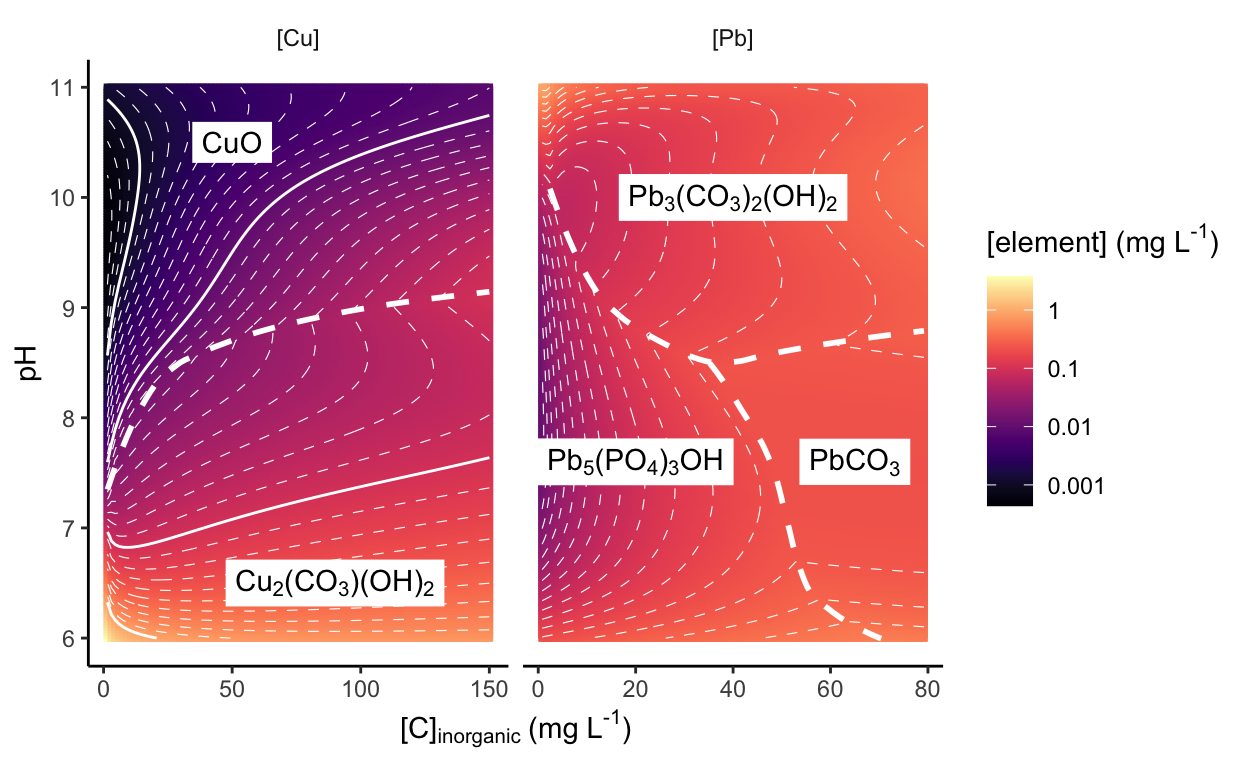 [Cu]
[Pb]
11
10
9
8
7
6
pH
CuO
Cu₂(CO₃)(OH)₂
Pb₃(CO₃)₂(OH)₂
Pb₅(PO₄)₃OH
PbCO₃
0
50
100
150
0
20
40
60
80
[C]inorganic (mg L⁻¹)
[element] (mg L⁻¹)
1
0.1
0.01
0.001